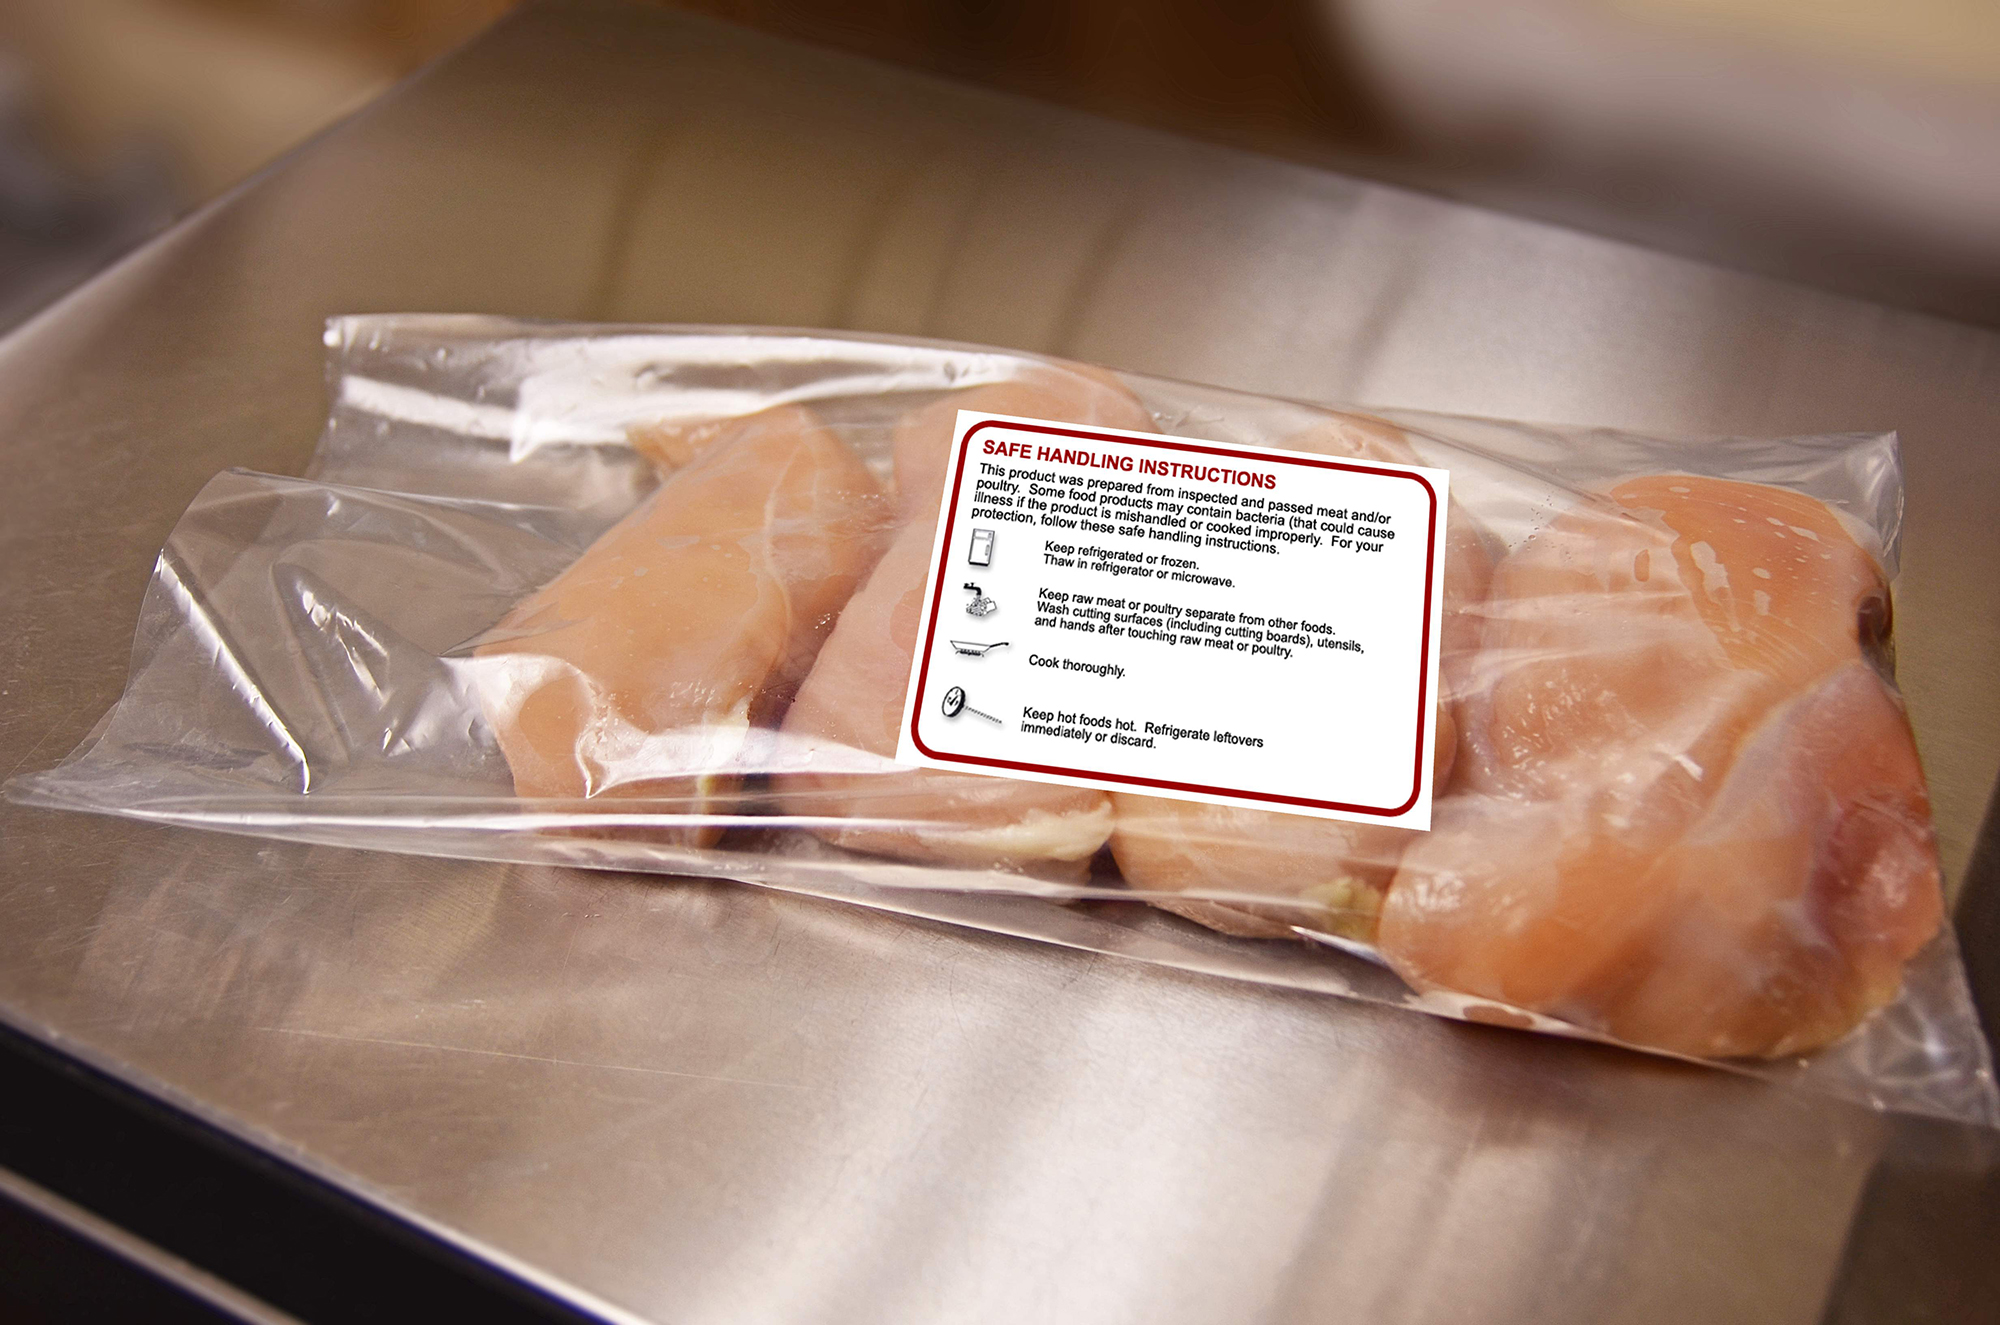 SAFE HANDLING INSTRUCTIONS
This product was prepared from inspected and passed meat and/or
poultry. Some food products may contain bacteria (that could cause
illness if the product is mishandled or cooked improperly. For your
protection, follow these safe handling instructions.
Keep refrigerated or frozen.
Thaw in refrigerator or microwave.
Keep raw meat or poultry separate from other foods.
Wash cutting surfaces (including cutting boards), utensils,
and hands after touching raw meat or poultry.
Cook thoroughly.
Keep hot foods hot. Refrigerate leftovers
immediately or discard.